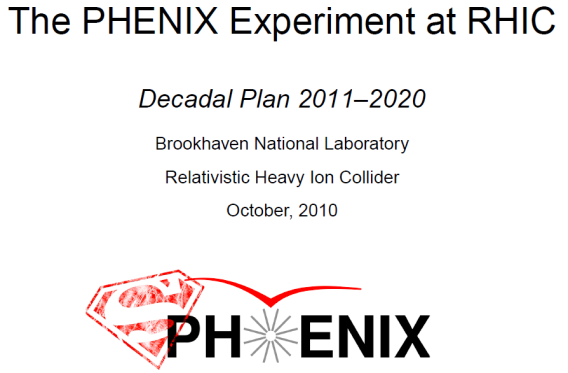 The PHENIX Experiment at RHIC
Decadal Plan 2011–2020
Brookhaven National Laboratory
Relativistic Heavy Ion Collider
October, 2010
S
PHENIX